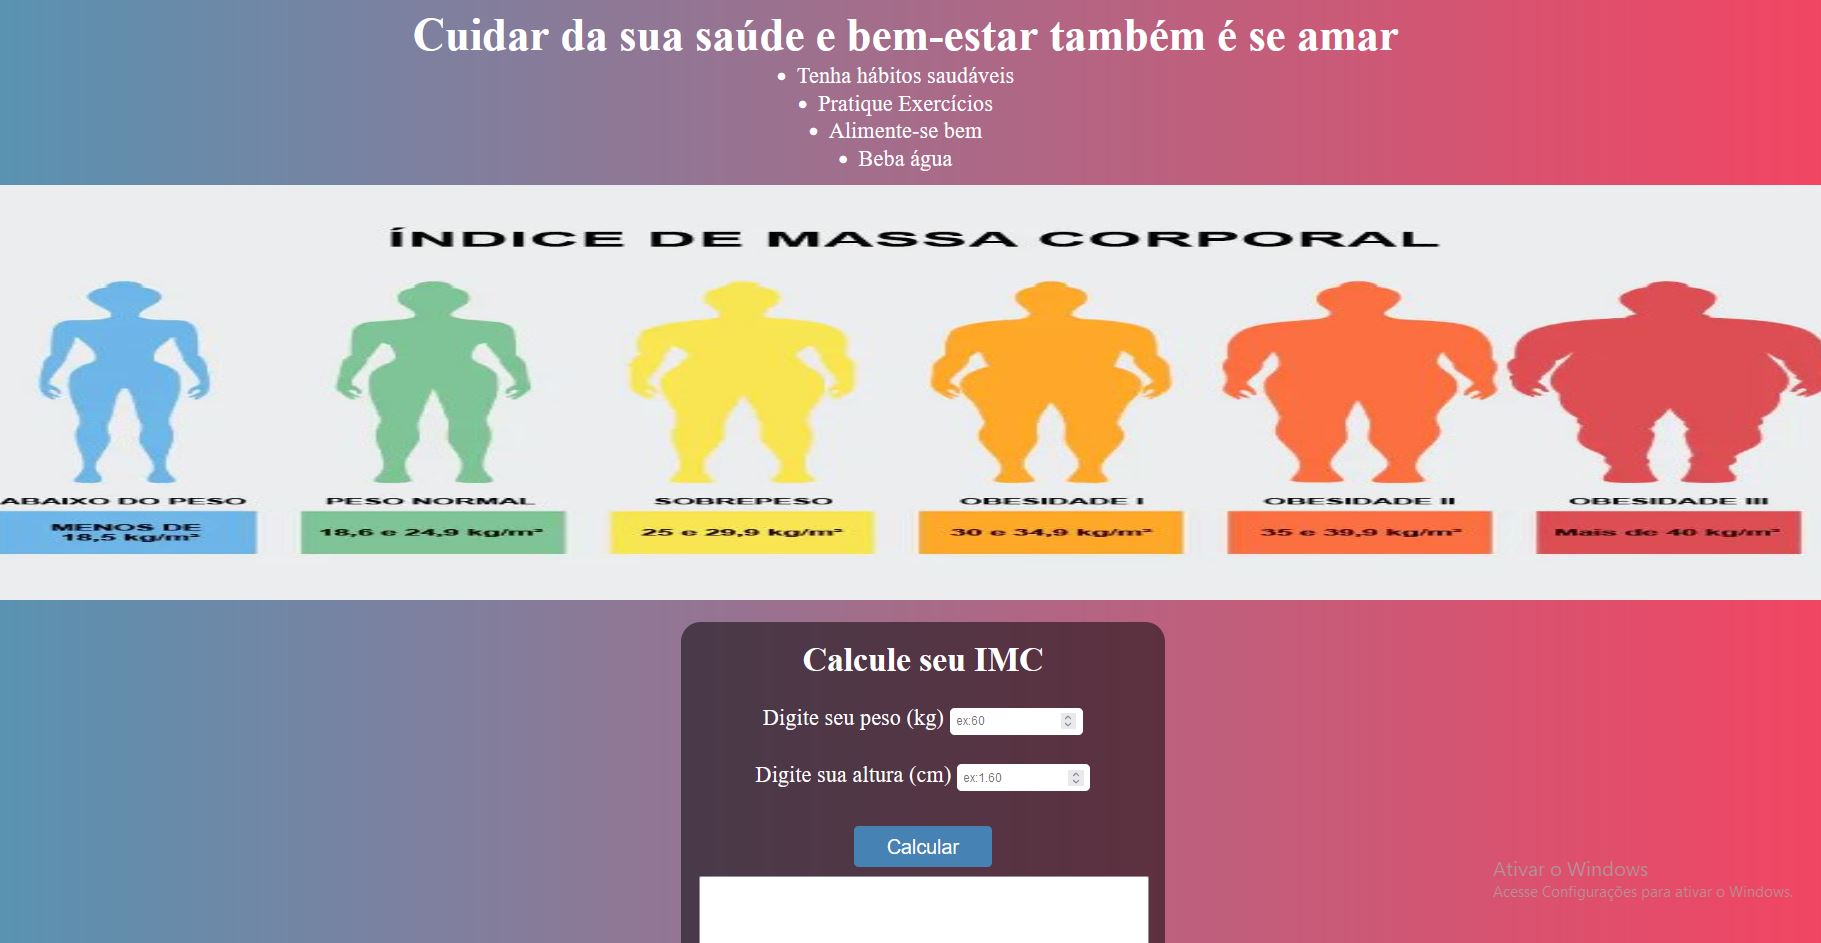 Cuidar da sua saúde e bem-estar também é se amar
• Tenha hábitos saudáveis
• Pratique Exercícios
• Alimente-se bem
• Beba água
ÍNDICE DE MASSA CORPORAL
ABAIXO DO PESO PESO NORMAL SOBREPESO OBESIDADE I OBESIDADE II OBESIDADE III
MENOS DE
18,5 kg/m² 18,6 e 24,9 kg/m² 25 e 29,9 kg/m² 30 e 34,9 kg/m² 35 e 39,9 kg/m² Mais de 40 kg/m²
Calcule seu IMC
Digite seu peso (kg) ex:60
Digite sua altura (cm) ex:1.60
Calcular
Ativar o Windows
Acesse Configurações para ativar o Windows.